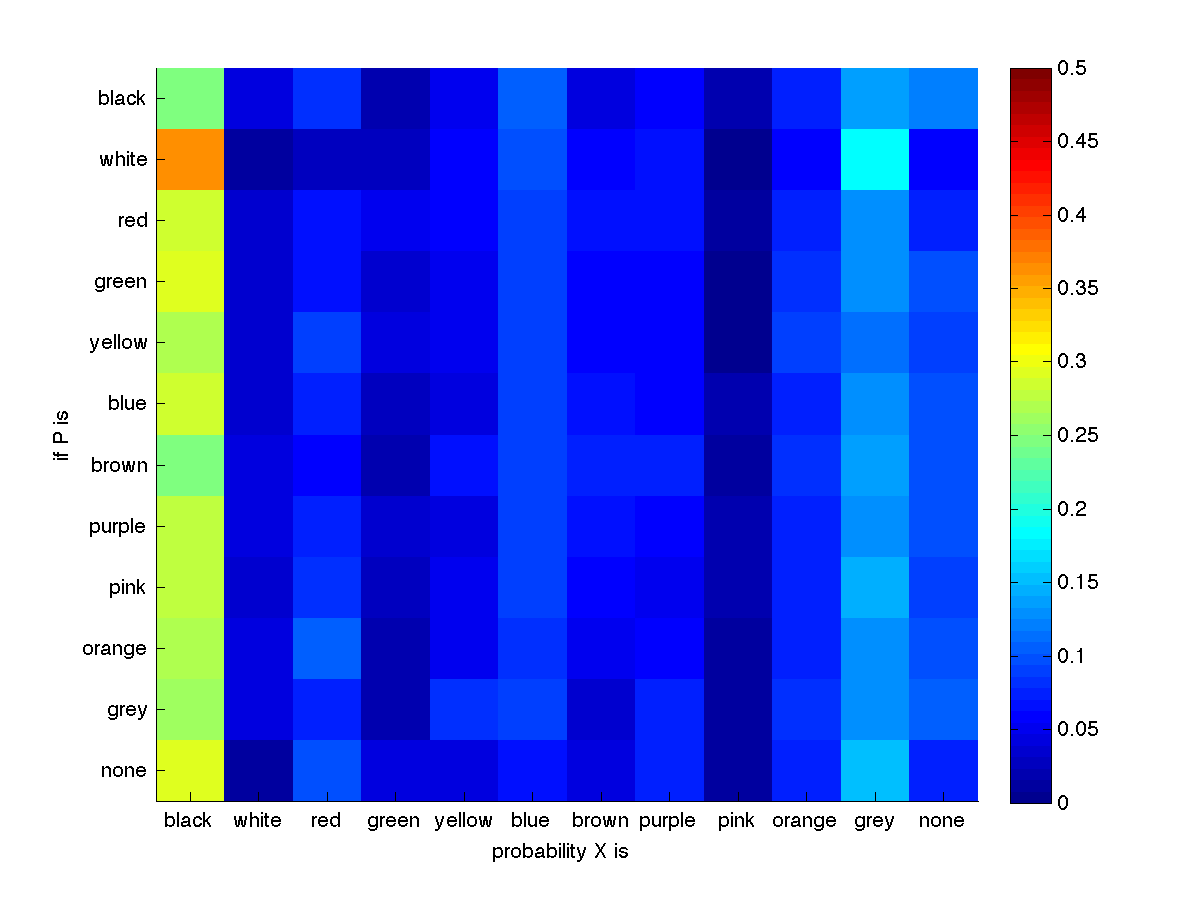 if P is
black
white
red
green
yellow
blue
brown
purple
pink
orange
grey
none
black white red green yellow blue brown purple pink orange grey none
probability X is
0.5
0.45
0.4
0.35
0.3
0.25
0.2
0.15
0.1
0.05
0